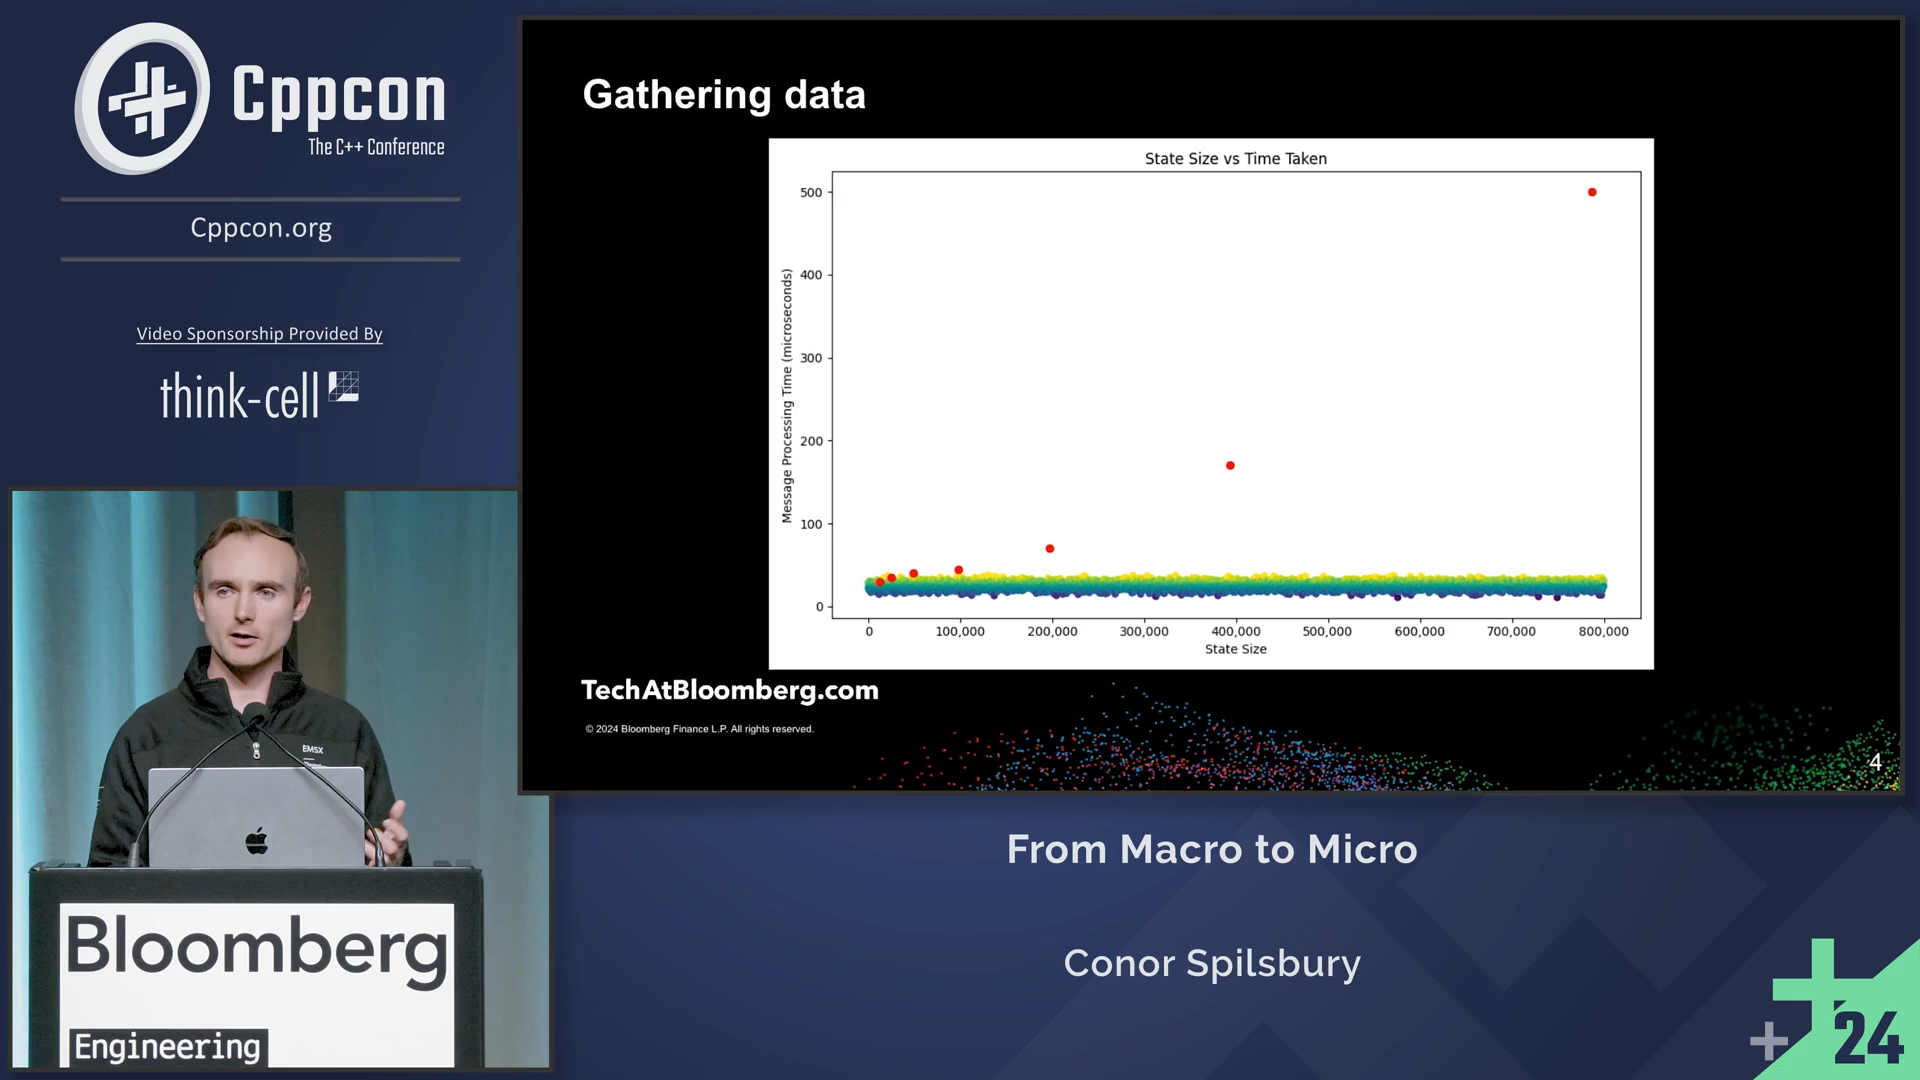 Cppcon
The C++ Conference
Cppcon.org
Video Sponsorship Provided By
think-cell
EMSX
Bloomberg
Engineering
Gathering data
State Size vs Time Taken
Message Processing Time (microseconds)
500
400
300
200
100
0
0 100,000 200,000 300,000 400,000 500,000 600,000 700,000 800,000
State Size
TechAtBloomberg.com
© 2024 Bloomberg Finance L.P. All rights reserved.
4
From Macro to Micro
Conor Spilsbury
24